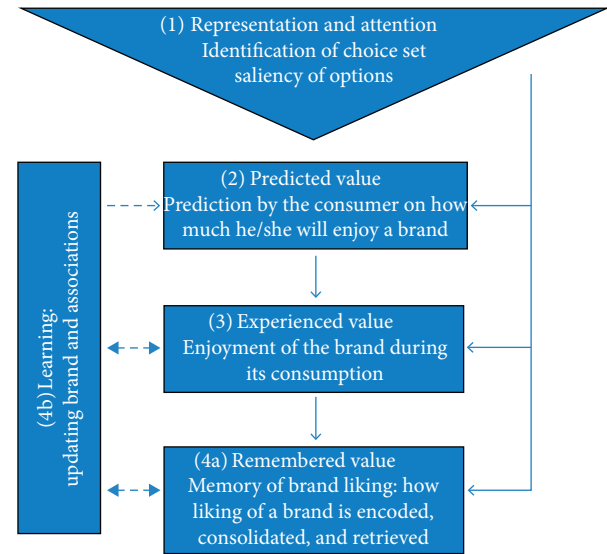 (1) Representation and attention
Identification of choice set
saliency of options
(2) Predicted value
Prediction by the consumer on how
much he/she will enjoy a brand
(3) Experienced value
Enjoyment of the brand during
its consumption
(4a) Remembered value
Memory of brand liking: how
liking of a brand is encoded,
consolidated, and retrieved
(4b) Learning:
updating brand and associations